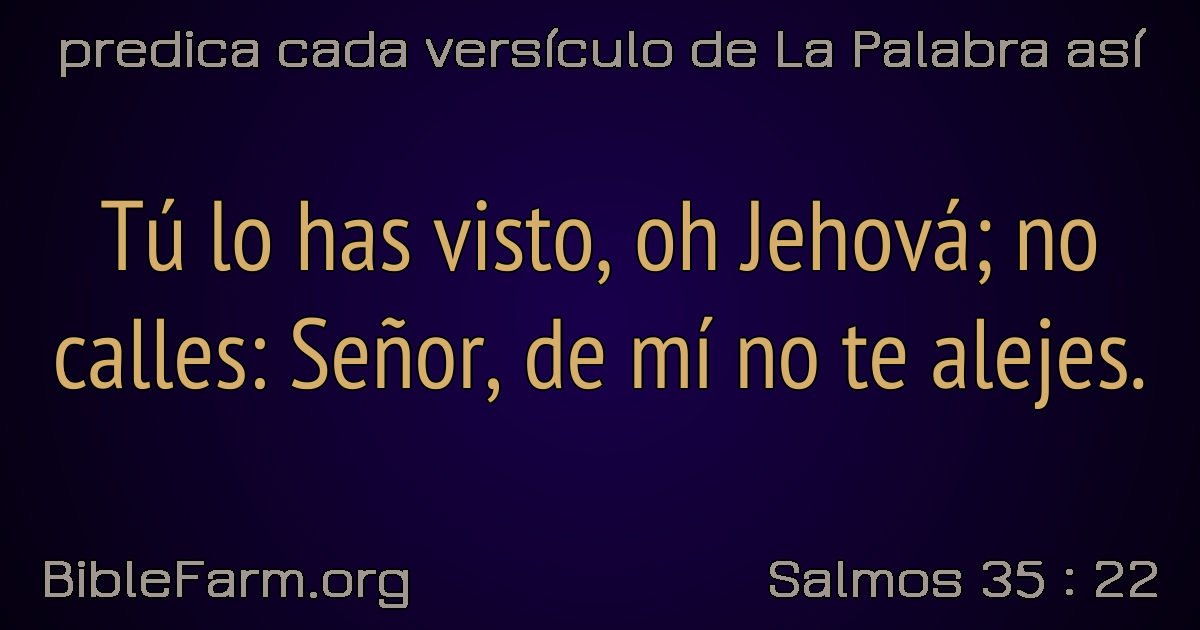 predica cada versículo de La Palabra así
Tú lo has visto, oh Jehová; no
calles: Señor, de mí no te alejes.
BibleFarm.org
Salmos 35 : 22